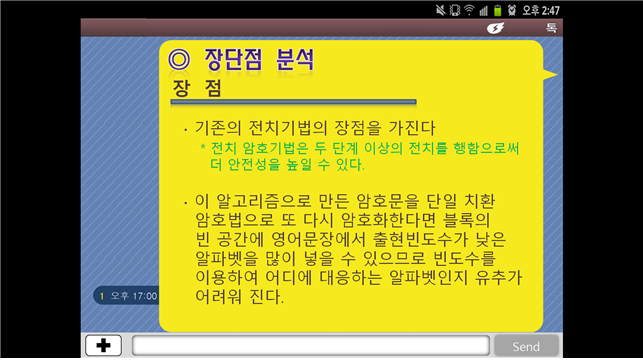 오후 2:47
톡
◎ 장단점 분석
장 점
· 기존의 전치기법의 장점을 가진다
* 전치 암호기법은 두 단계 이상의 전치를 행함으로써
더 안전성을 높일 수 있다.
· 이 알고리즘으로 만든 암호문을 단일 치환
암호법으로 또 다시 암호화한다면 블록의
빈 공간에 영어문장에서 출현빈도수가 낮은
알파벳을 많이 넣을 수 있으므로 빈도수를
이용하여 어디에 대응하는 알파벳인지 유추가
어려워 진다.
1 오후 17:00
Send